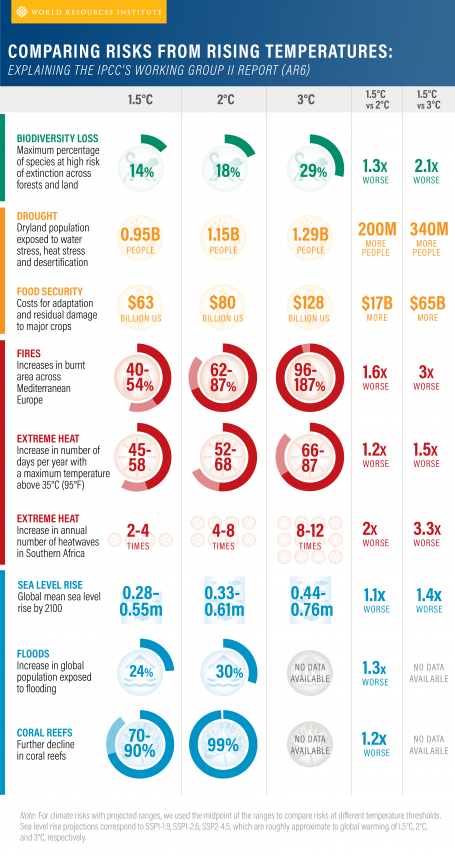 WORLD RESOURCES INSTITUTE
COMPARING RISKS FROM RISING TEMPERATURES:
EXPLAINING THE IPCC'S WORKING GROUP II REPORT (AR6)
1.5°C
2°C
3°C
1.5°C
vs 2°C
1.5°C
vs 3°C
BIODIVERSITY LOSS
Maximum percentage
of species at high risk
of extinction across
forests and land
14%
18%
29%
1.3x
WORSE
2.1x
WORSE
DROUGHT
Dryland population
exposed to water
stress, heat stress
and desertification
0.95B
PEOPLE
1.15B
PEOPLE
1.29B
PEOPLE
200M
MORE
PEOPLE
340M
MORE
PEOPLE
FOOD SECURITY
Costs for adaptation
and residual damage
to major crops
$63
BILLION US
$80
BILLION US
$128
BILLION US
$17B
MORE
$65B
MORE
FIRES
Increases in burnt
area across
Mediterranean
Europe
40-
54%
62-
87%
96-
187%
1.6x
WORSE
3x
WORSE
EXTREME HEAT
Increase in number of
days per year with
a maximum temperature
above 35°C (95°F)
45-
58
52-
68
66-
87
1.2x
WORSE
1.5x
WORSE
EXTREME HEAT
Increase in annual
number of heatwaves
in Southern Africa
2-4
TIMES
4-8
TIMES
8-12
TIMES
2x
WORSE
3.3x
WORSE
SEA LEVEL RISE
Global mean sea level
rise by 2100
0.28–
0.55m
0.33-
0.61m
0.44-
0.76m
1.1x
WORSE
1.4x
WORSE
FLOODS
Increase in global
population exposed
to flooding
24%
30%
NO DATA
AVAILABLE
1.3x
WORSE
NO DATA
AVAILABLE
CORAL REEFS
Further decline
in coral reefs
70-
90%
99%
NO DATA
AVAILABLE
1.2x
WORSE
NO DATA
AVAILABLE
Note: For climate risks with projected ranges, we used the midpoint of the ranges to compare risks at different temperature thresholds.
Sea level rise projections correspond to SSP1-1.9, SSP1-2.6, SSP2-4.5, which are roughly approximate to global warming of 1.5°C, 2°C,
and 3°C, respectively.